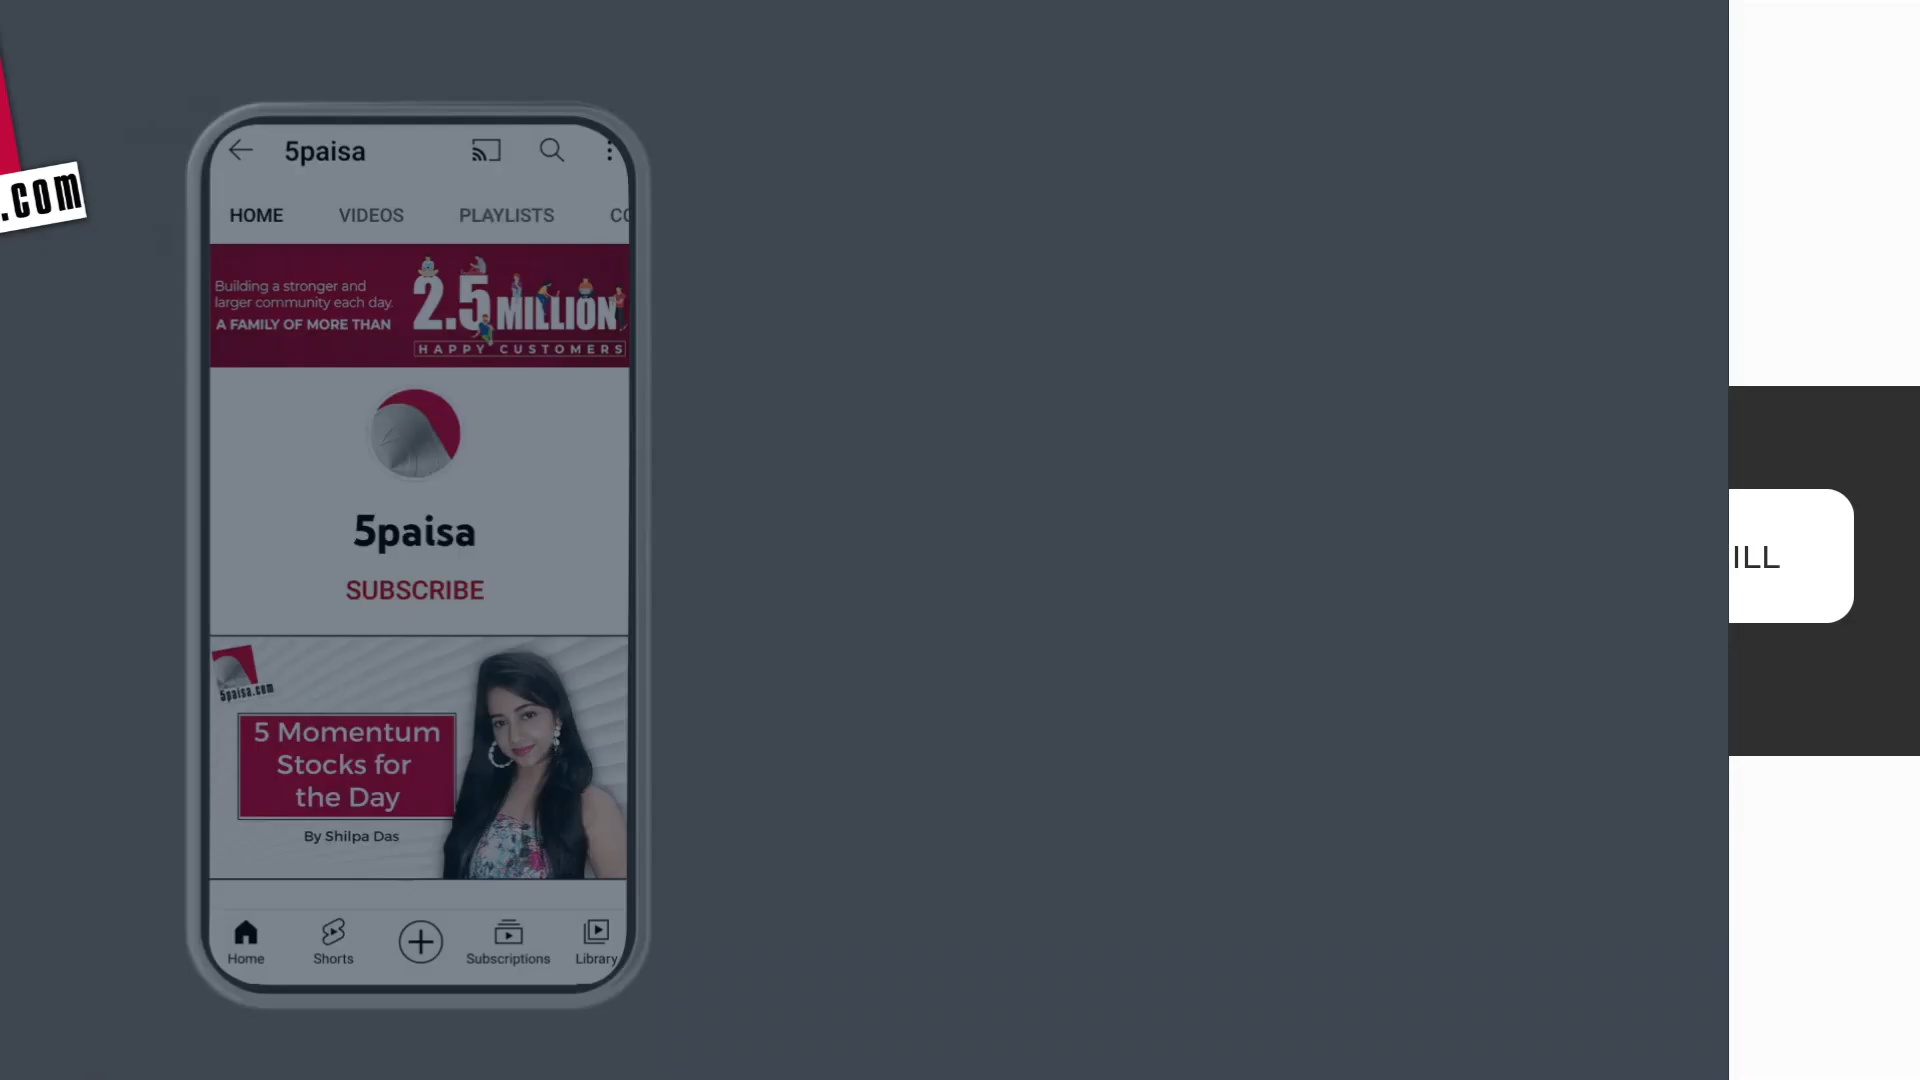 .com
5paisa
HOME VIDEOS PLAYLISTS CO
Building a stronger and
larger community each day.
A FAMILY OF MORE THAN
2.5 MILLION
HAPPY CUSTOMERS
5paisa
SUBSCRIBE
5paisa.com
5 Momentum
Stocks for
the Day
By Shilpa Das
Home Shorts Subscriptions Library
ILL